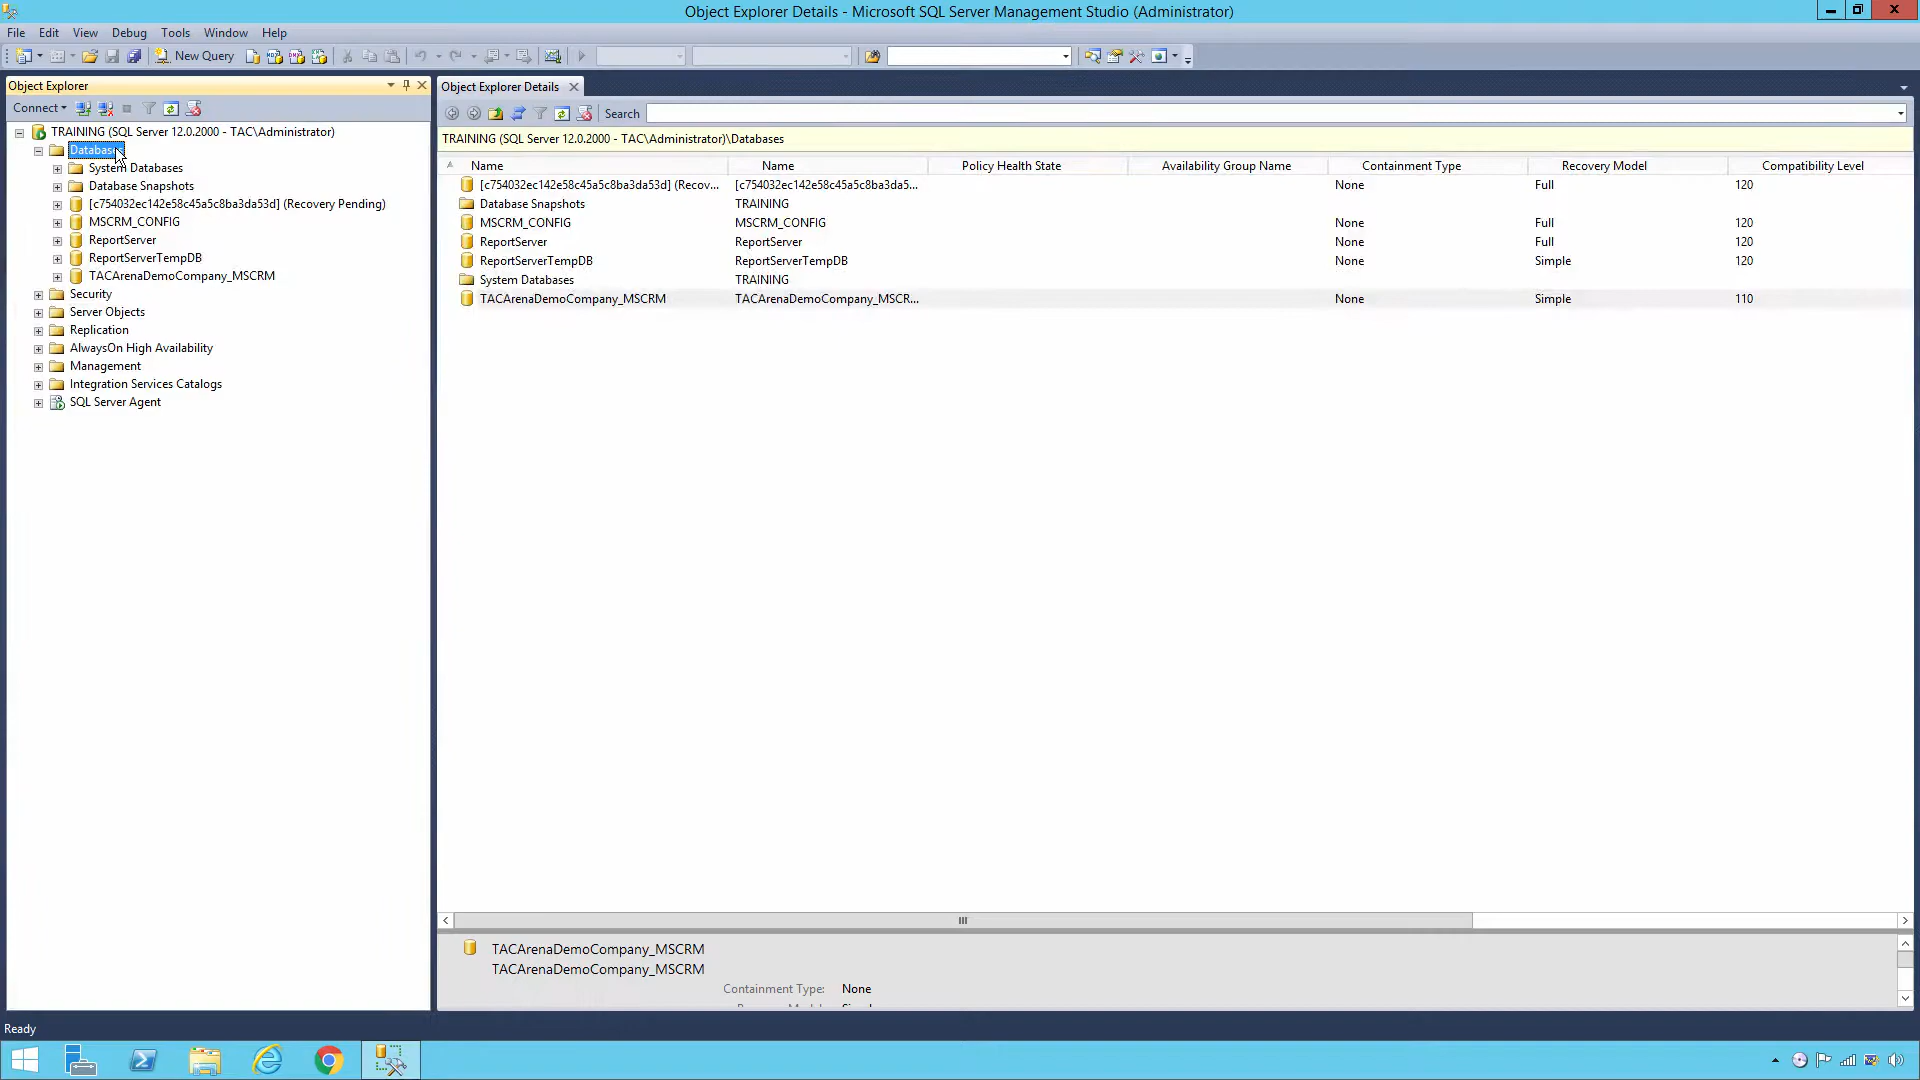 Object Explorer Details - Microsoft SQL Server Management Studio (Administrator)
File Edit View Debug Tools Window Help
New Query
Object Explorer
Connect
TRAINING (SQL Server 12.0.2000 - TAC\Administrator)
Databases
System Databases
Database Snapshots
[c754032ec142e58c45a5c8ba3da53d] (Recovery Pending)
MSCRM_CONFIG
ReportServer
ReportServerTempDB
TACArenaDemoCompany_MSCRM
Security
Server Objects
Replication
AlwaysOn High Availability
Management
Integration Services Catalogs
SQL Server Agent
Object Explorer Details
Search
TRAINING (SQL Server 12.0.2000 - TAC\Administrator)\Databases
Name Name Policy Health State Availability Group Name Containment Type Recovery Model Compatibility Level
[c754032ec142e58c45a5c8ba3da53d] (Recov... [c754032ec142e58c45a5c8ba3da5... None Full 120
Database Snapshots TRAINING
MSCRM_CONFIG MSCRM_CONFIG None Full 120
ReportServer ReportServer None Full 120
ReportServerTempDB ReportServerTempDB None Simple 120
System Databases TRAINING
TACArenaDemoCompany_MSCRM TACArenaDemoCompany_MSCR... None Simple 110
TACArenaDemoCompany_MSCRM
TACArenaDemoCompany_MSCRM
Containment Type: None
Ready